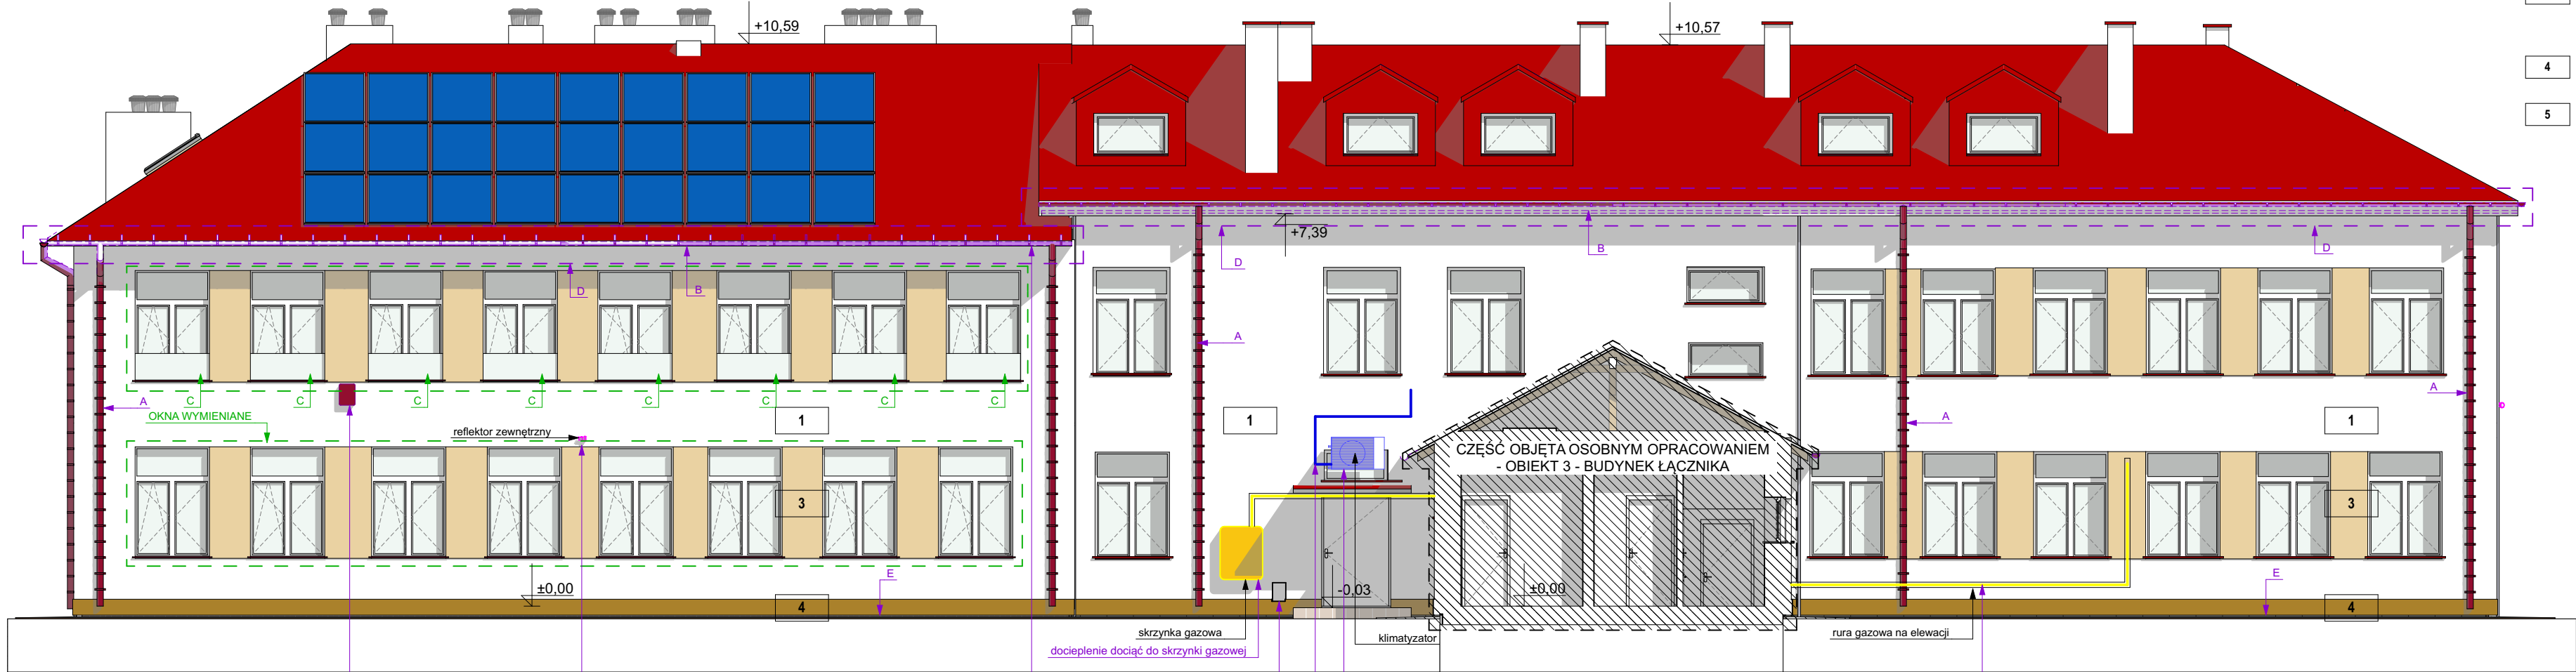 +10,59
+10,57
4
5
+7,39
B
D
D
D
B
A
C
C
C
C
C
C
C
C
A
A
A
OKNA WYMIENIANE
1
1
1
reflektor zewnętrzny
CZĘŚĆ OBJĘTA OSOBNYM OPRACOWANIEM
- OBIEKT 3 - BUDYNEK ŁĄCZNIKA
3
3
E
E
±0,00
-0,03
±0,00
4
4
skrzynka gazowa
klimatyzator
rura gazowa na elewacji
docieplenie dociąć do skrzynki gazowej